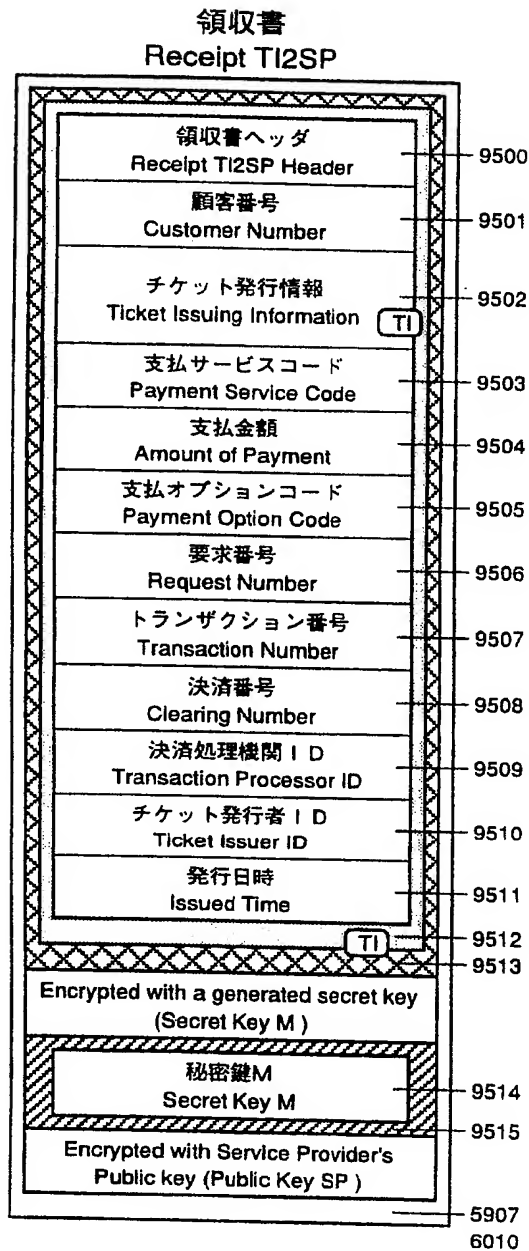 領収書
Receipt TI2SP
領収書ヘッダ
Receipt TI2SP Header
9500
顧客番号
Customer Number
9501
チケット発行情報
Ticket Issuing Information
TI
9502
支払サービスコード
Payment Service Code
9503
支払金額
Amount of Payment
9504
支払オプションコード
Payment Option Code
9505
要求番号
Request Number
9506
トランザクション番号
Transaction Number
9507
決済番号
Clearing Number
9508
決済処理機関ID
Transaction Processor ID
9509
チケット発行者ID
Ticket Issuer ID
9510
発行日時
Issued Time
9511
TI
9512
9513
Encrypted with a generated secret key
(Secret Key M )
秘密鍵M
Secret Key M
9514
9515
Encrypted with Service Provider's
Public key (Public Key SP )
5907
6010